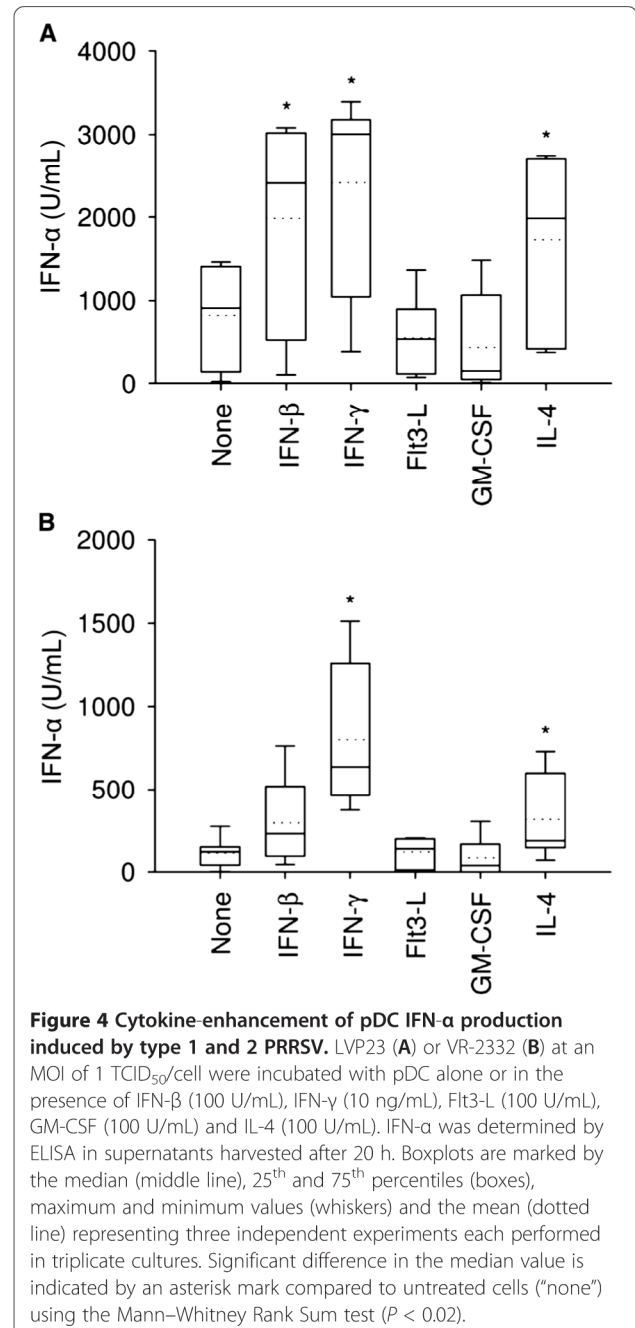 A
4000
3000
2000
1000
0
IFN-α (U/mL)
* * *
None IFN-β IFN-γ Flt3-L GM-CSF IL-4
B
2000
1500
1000
500
0
IFN-α (U/mL)
* *
None IFN-β IFN-γ Flt3-L GM-CSF IL-4
Figure 4 Cytokine-enhancement of pDC IFN-α production
induced by type 1 and 2 PRRSV. LVP23 (A) or VR-2332 (B) at an
MOI of 1 TCID50/cell were incubated with pDC alone or in the
presence of IFN-β (100 U/mL), IFN-γ (10 ng/mL), Flt3-L (100 U/mL),
GM-CSF (100 U/mL) and IL-4 (100 U/mL). IFN-α was determined by
ELISA in supernatants harvested after 20 h. Boxplots are marked by
the median (middle line), 25th and 75th percentiles (boxes),
maximum and minimum values (whiskers) and the mean (dotted
line) representing three independent experiments each performed
in triplicate cultures. Significant difference in the median value is
indicated by an asterisk mark compared to untreated cells (“none”)
using the Mann–Whitney Rank Sum test (P < 0.02).